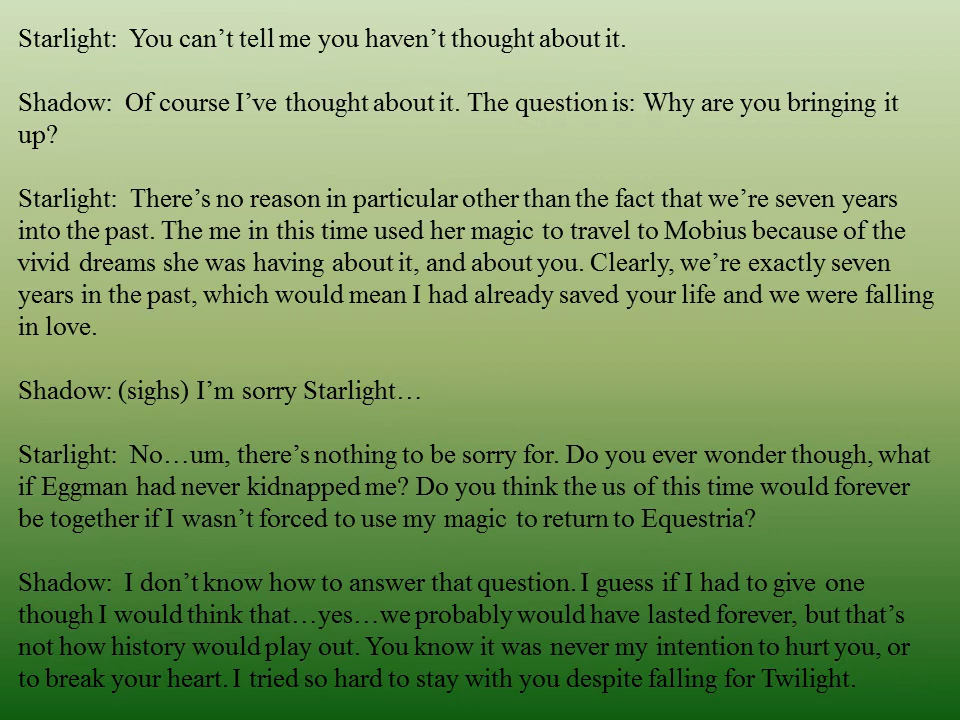 Starlight:  You can’t tell me you haven’t thought about it.
Shadow:  Of course I’ve thought about it. The question is: Why are you bringing it
up?
Starlight:  There’s no reason in particular other than the fact that we’re seven years
into the past. The me in this time used her magic to travel to Mobius because of the
vivid dreams she was having about it, and about you. Clearly, we’re exactly seven
years in the past, which would mean I had already saved your life and we were falling
in love.
Shadow: (sighs) I’m sorry Starlight…
Starlight:  No…um, there’s nothing to be sorry for. Do you ever wonder though, what
if Eggman had never kidnapped me? Do you think the us of this time would forever
be together if I wasn’t forced to use my magic to return to Equestria?
Shadow:  I don’t know how to answer that question. I guess if I had to give one
though I would think that…yes…we probably would have lasted forever, but that’s
not how history would play out. You know it was never my intention to hurt you, or
to break your heart. I tried so hard to stay with you despite falling for Twilight.